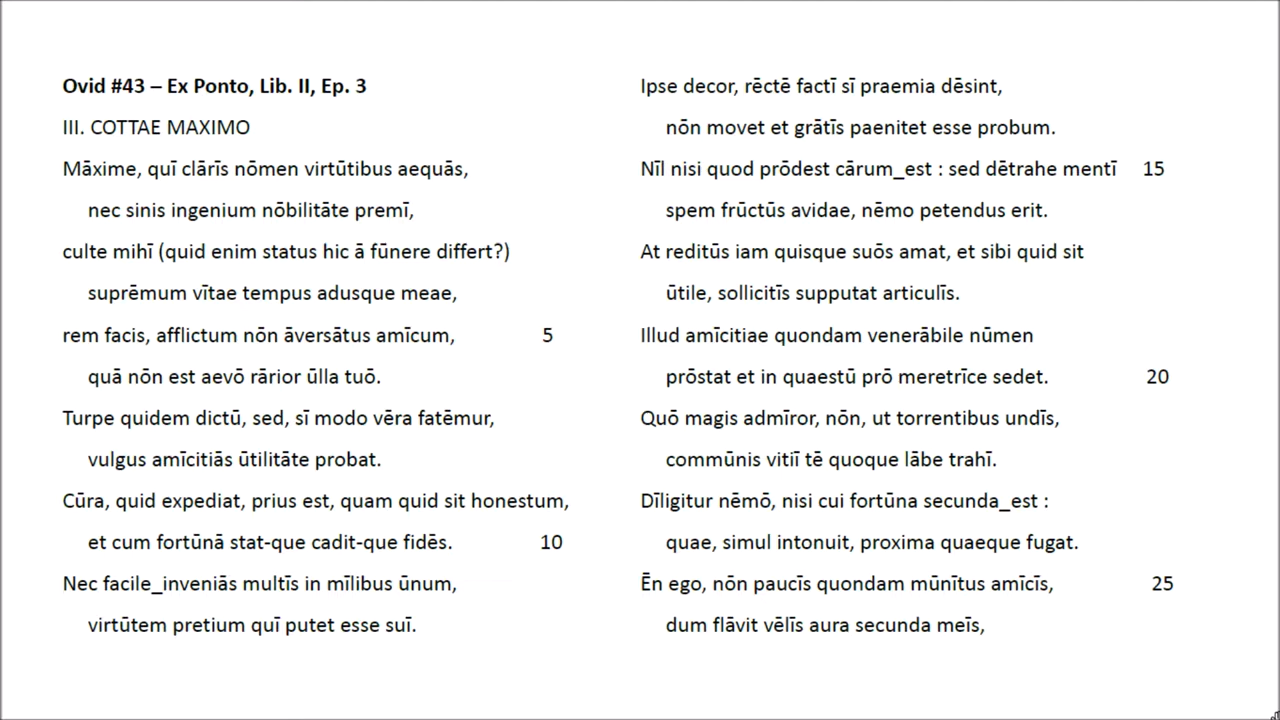 Ovid #43 – Ex Ponto, Lib. II, Ep. 3
III. COTTAE MAXIMO
Māxime, quī clārīs nōmen virtūtibus aequās,
nec sinis ingenium nōbilitāte premī,
culte mihī (quid enim status hic ā fūnere differt?)
suprēmum vītae tempus adusque meae,
rem facis, afflictum nōn āversātus amīcum, 5
quā nōn est aevō rārior ūlla tuō.
Turpe quidem dictū, sed, sī modo vēra fatēmur,
vulgus amīcitiās ūtilitāte probat.
Cūra, quid expediat, prius est, quam quid sit honestum,
et cum fortūnā stat-que cadit-que fidēs. 10
Nec facile_inveniās multīs in mīlibus ūnum,
virtūtem pretium quī putet esse suī.
Ipse decor, rēctē factī sī praemia dēsint,
nōn movet et grātīs paenitet esse probum.
Nīl nisi quod prōdest cārum_est : sed dētrahe mentī 15
spem frūctūs avidae, nēmo petendus erit.
At reditūs iam quisque suōs amat, et sibi quid sit
ūtile, sollicitīs supputat articulīs.
Illud amīcitiae quondam venerābile nūmen
prōstat et in quaestū prō meretrīce sedet. 20
Quō magis admīror, nōn, ut torrentibus undīs,
commūnis vitiī tē quoque lābe trahī.
Dīligitur nēmō, nisi cui fortūna secunda_est :
quae, simul intonuit, proxima quaeque fugat.
Ēn ego, nōn paucīs quondam mūnītus amīcīs, 25
dum flāvit vēlīs aura secunda meīs,